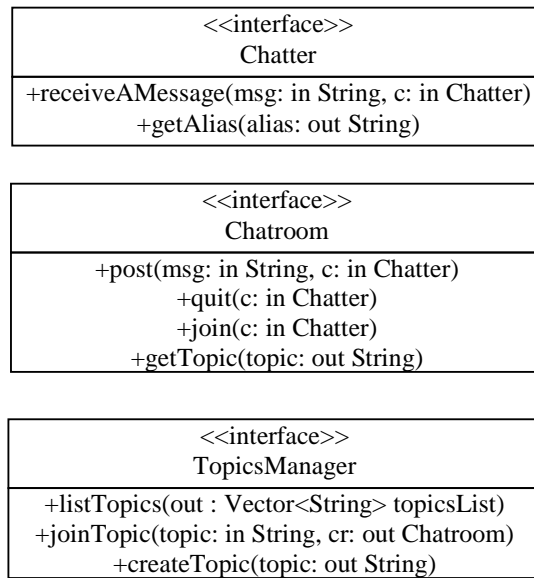 <<interface>>
Chatter
+receiveAMessage(msg: in String, c: in Chatter)
+getAlias(alias: out String)
<<interface>>
Chatroom
+post(msg: in String, c: in Chatter)
+quit(c: in Chatter)
+join(c: in Chatter)
+getTopic(topic: out String)
<<interface>>
TopicsManager
+listTopics(out : Vector<String> topicsList)
+joinTopic(topic: in String, cr: out Chatroom)
+createTopic(topic: out String)